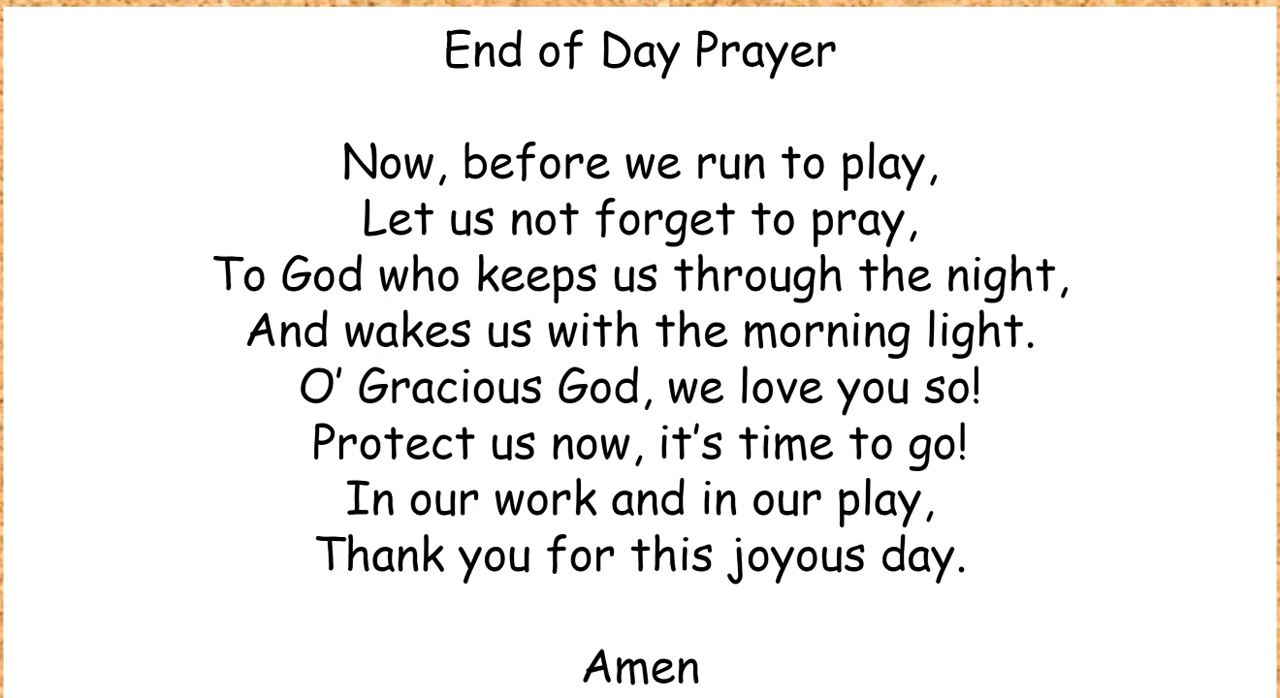 End of Day Prayer
Now, before we run to play,
Let us not forget to pray,
To God who keeps us through the night,
And wakes us with the morning light.
O’ Gracious God, we love you so!
Protect us now, it’s time to go!
In our work and in our play,
Thank you for this joyous day.
Amen